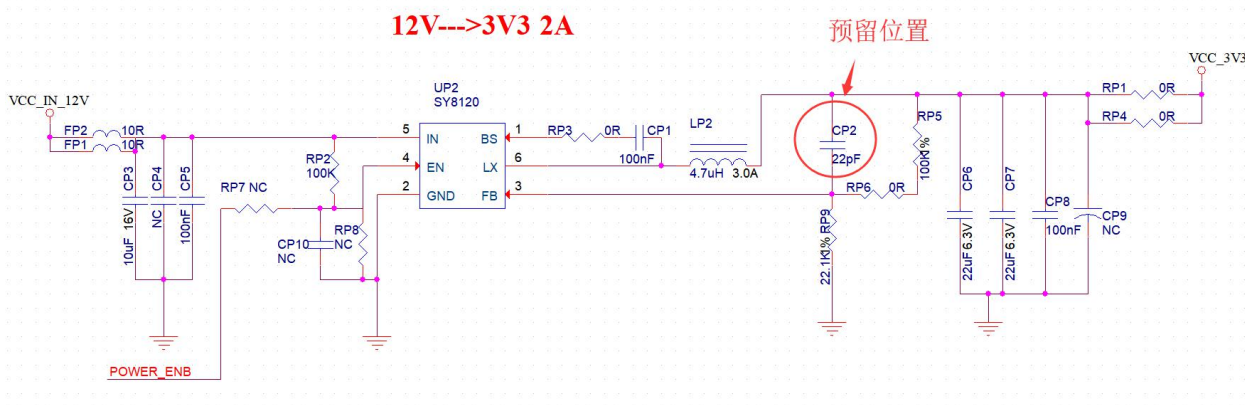 12V--->3V3 2A
预留位置
VCC_3V3
VCC_IN_12V
UP2
SY8120
RP1 0R
RP4 0R
FP2 10R
FP1 10R
5 IN BS 1
4 EN LX 6
2 GND FB 3
RP3 0R CP1
100nF
LP2
4.7uH 3.0A
CP2
22pF
RP5
100K1%
RP6 0R
RP9
22.1K1%
RP2
100K
RP7 NC
CP3
10uF 16V
CP4
NC
CP5
100nF
CP10
NC
RP8
NC
CP6
22uF 6.3V
CP7
22uF 6.3V
CP8
100nF
CP9
NC
POWER_ENB